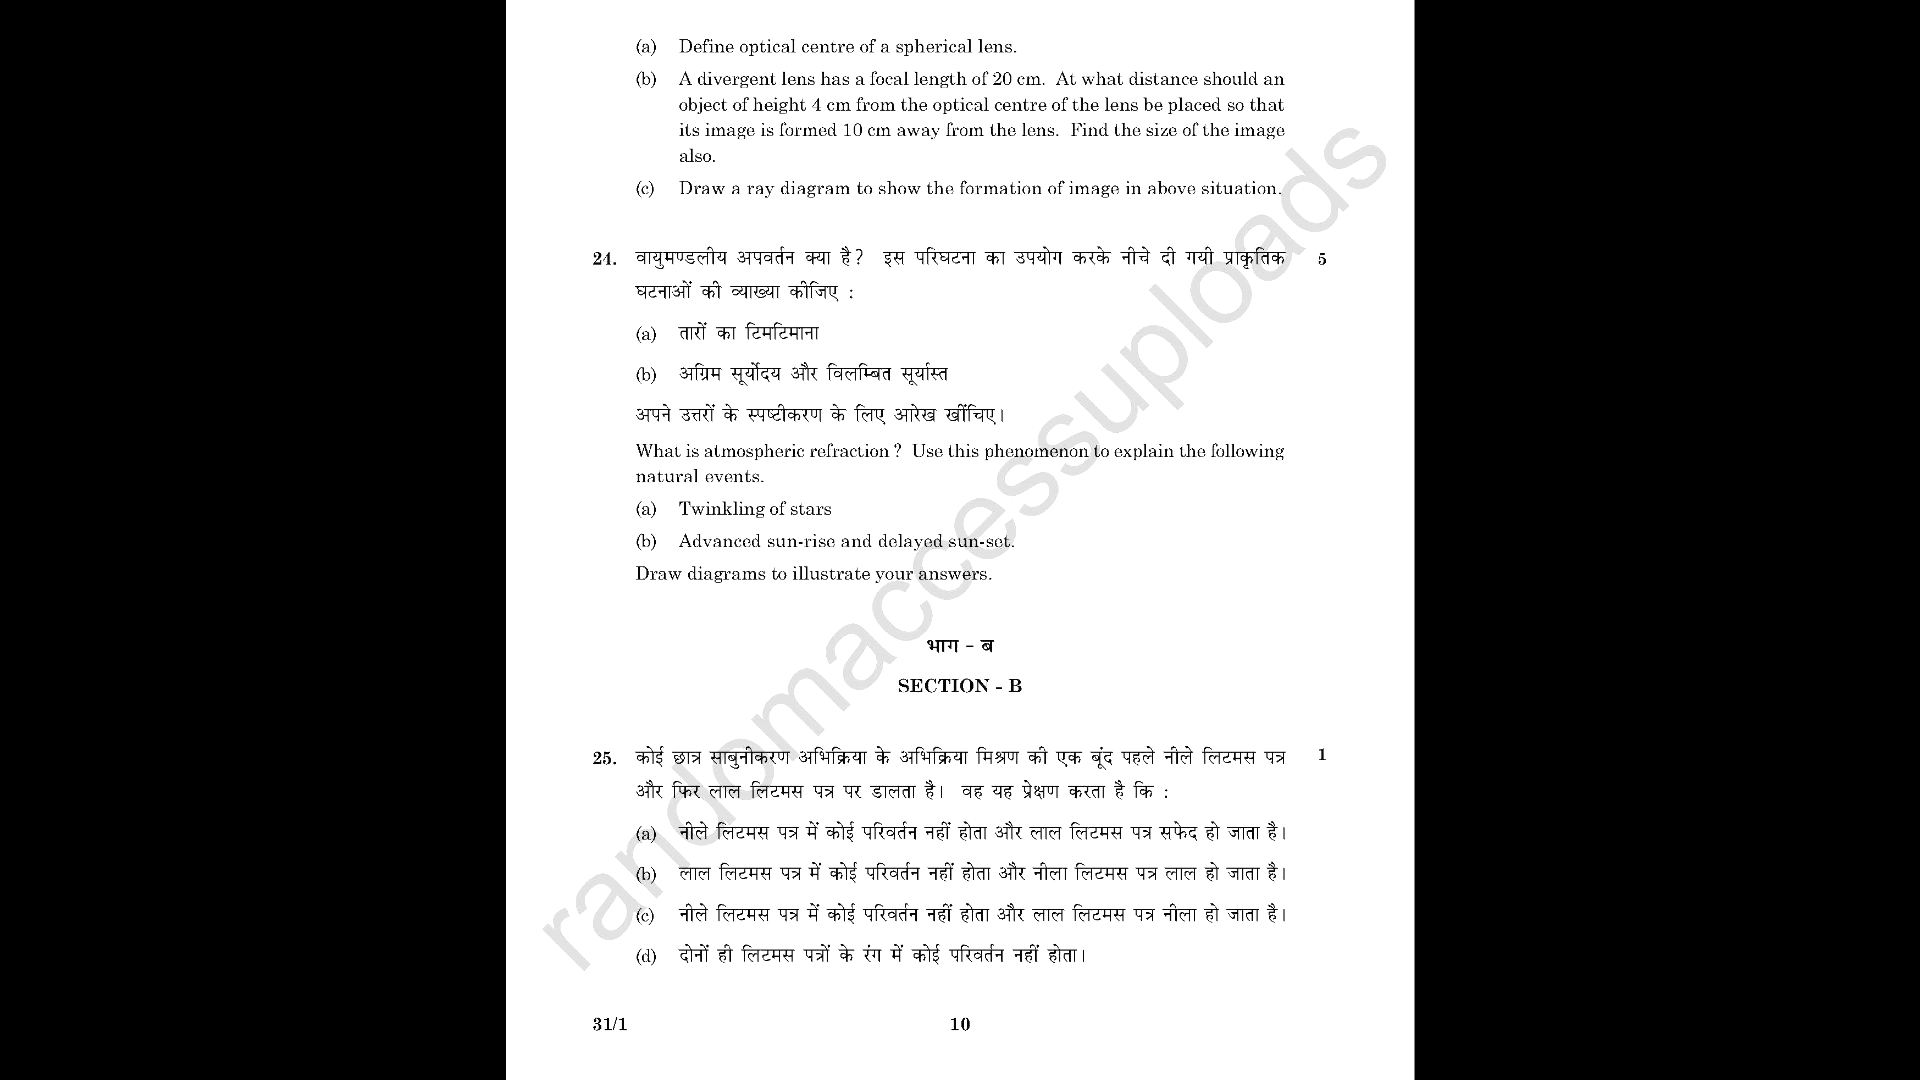 (a) Define optical centre of a spherical lens.
(b) A divergent lens has a focal length of 20 cm. At what distance should an
object of height 4 cm from the optical centre of the lens be placed so that
its image is formed 10 cm away from the lens. Find the size of the image
also.
(c) Draw a ray diagram to show the formation of image in above situation.
24. वायुमण्डलीय अपवर्तन क्या है ? इस परिघटना का उपयोग करके नीचे दी गयी प्राकृतिक 5
घटनाओं की व्याख्या कीजिए :
(a) तारों का टिमटिमाना
(b) अग्रिम सूर्योदय और विलम्बित सूर्यास्त
अपने उत्तरों के स्पष्टीकरण के लिए आरेख खींचिए।
What is atmospheric refraction ? Use this phenomenon to explain the following
natural events.
(a) Twinkling of stars
(b) Advanced sun-rise and delayed sun-set.
Draw diagrams to illustrate your answers.
भाग - ब
SECTION - B
25. कोई छात्र साबुनीकरण अभिक्रिया के अभिक्रिया मिश्रण की एक बूंद पहले नीले लिटमस पत्र 1
और फिर लाल लिटमस पत्र पर डालता है। वह यह प्रेक्षण करता है कि :
(a) नीले लिटमस पत्र में कोई परिवर्तन नहीं होता और लाल लिटमस पत्र सफेद हो जाता है।
(b) लाल लिटमस पत्र में कोई परिवर्तन नहीं होता और नीला लिटमस पत्र लाल हो जाता है।
(c) नीले लिटमस पत्र में कोई परिवर्तन नहीं होता और लाल लिटमस पत्र नीला हो जाता है।
(d) दोनों ही लिटमस पत्रों के रंग में कोई परिवर्तन नहीं होता।
31/1 10
randomaccessuploads